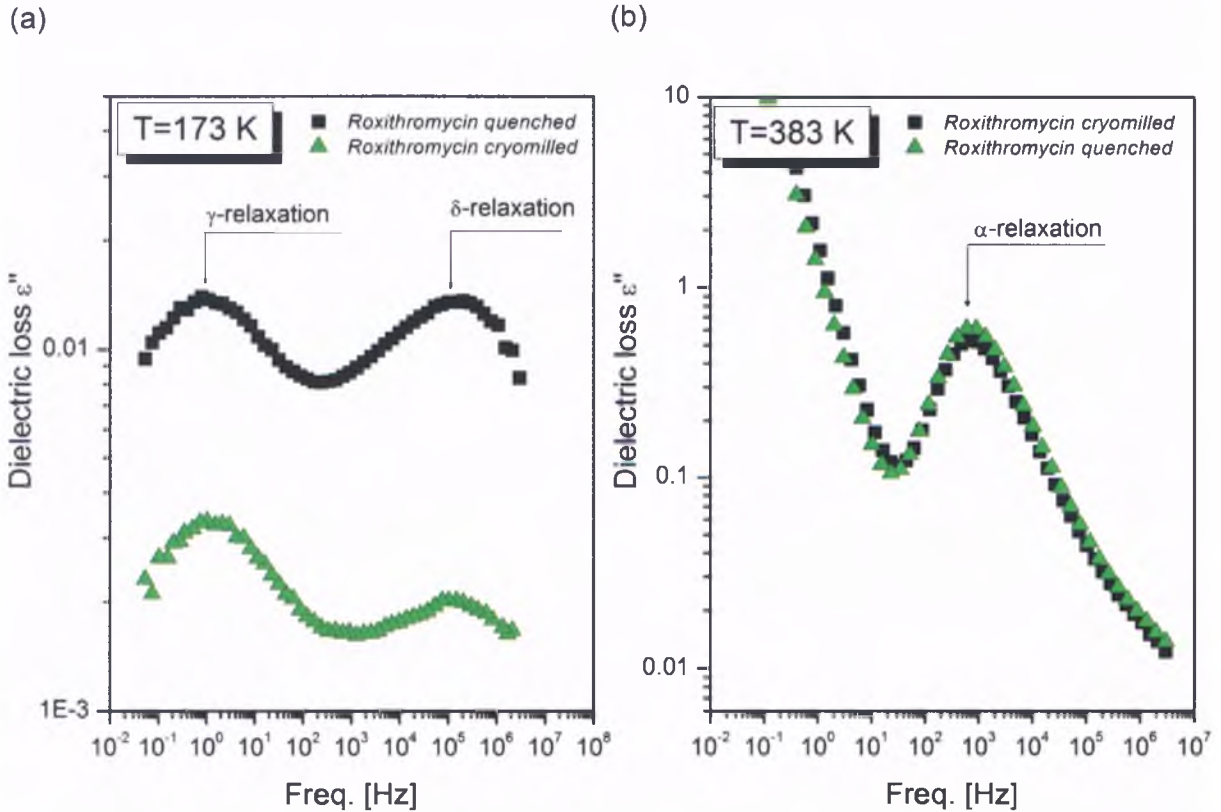 (a)
T=173 K
Roxithromycin quenched
Roxithromycin cryomilled
γ-relaxation
δ-relaxation
Dielectric loss ε"
0.01
1E-3
10⁻² 10⁻¹ 10⁰ 10¹ 10² 10³ 10⁴ 10⁵ 10⁶ 10⁷ 10⁸
Freq. [Hz]
(b)
T=383 K
Roxithromycin cryomilled
Roxithromycin quenched
α-relaxation
Dielectric loss ε"
10
1
0.1
0.01
10⁻² 10⁻¹ 10⁰ 10¹ 10² 10³ 10⁴ 10⁵ 10⁶ 10⁷
Freq. [Hz]